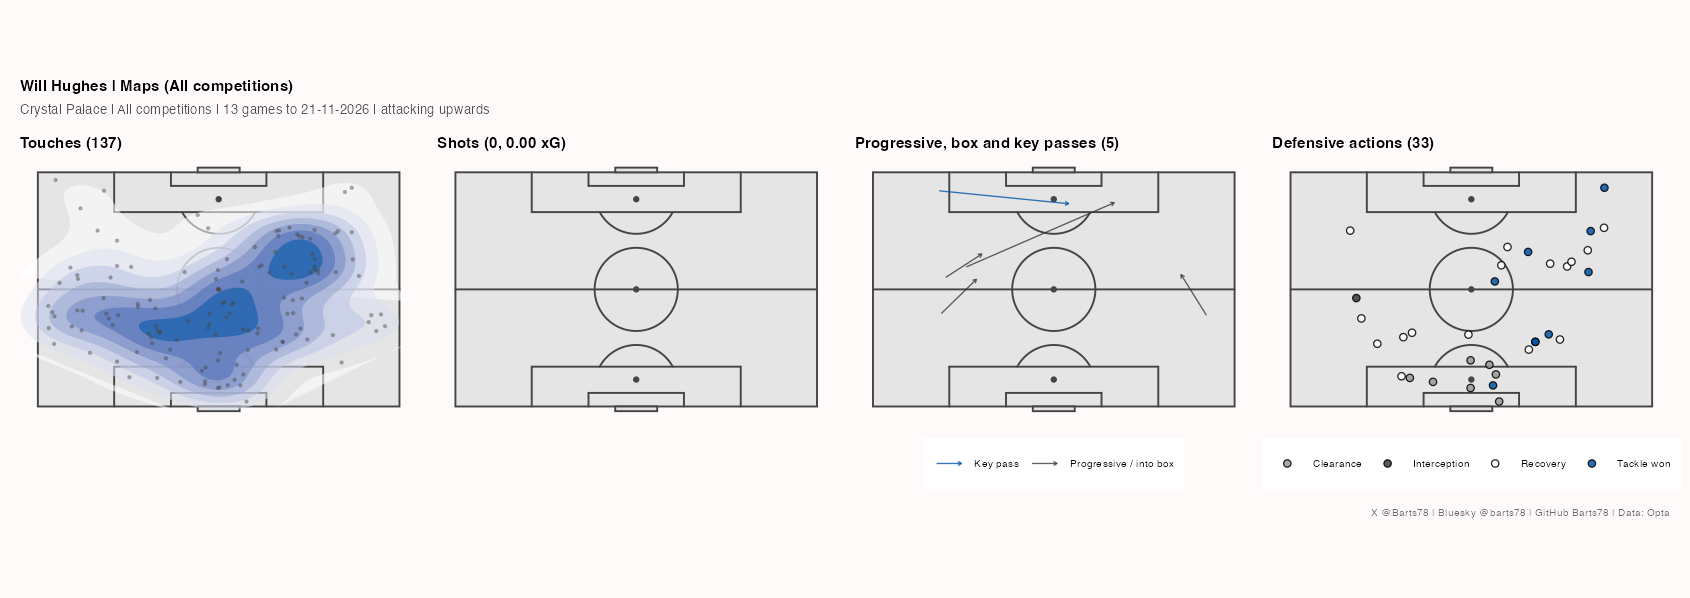 Will Hughes | Maps (All competitions)
Crystal Palace | All competitions | 13 games to 21-11-2026 | attacking upwards
Touches (137)
Shots (0, 0.00 xG)
Progressive, box and key passes (5)
Defensive actions (33)
Key pass
Progressive / into box
Clearance
Interception
Recovery
Tackle won
X @Barts78 | Bluesky @barts78 | GitHub Barts78 | Data: Opta